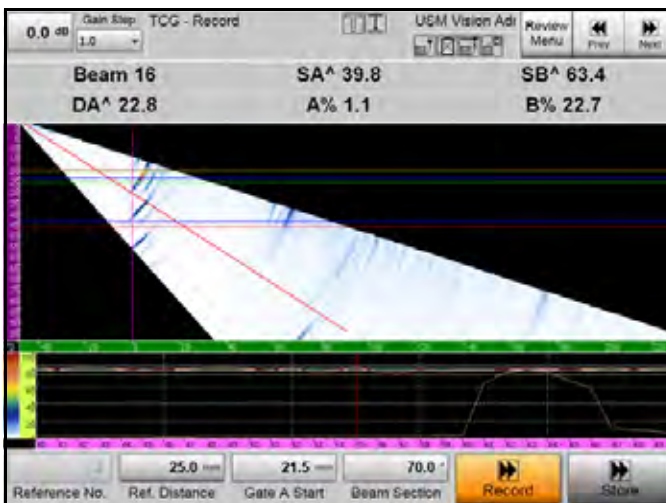 0.0 dB Gain Step 1.0 TCG - Record USM Vision Adv Review Menu Prev Next
Beam 16 SA^ 39.8 SB^ 63.4
DA^ 22.8 A% 1.1 B% 22.7
25.0 mm 21.5 mm 70.0 °
Reference No. Ref. Distance Gate A Start Beam Section Record Store